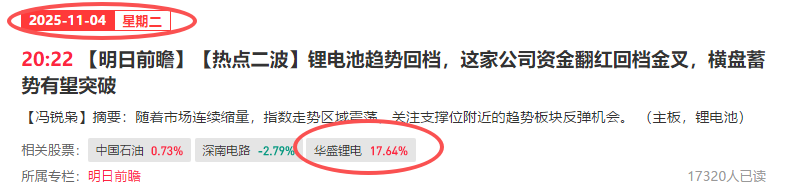 2025-11-04 星期二
20:22 【明日前瞻】【热点二波】锂电池趋势回档，这家公司资金翻红回档金叉，横盘蓄
势有望突破
【冯锐枭】摘要：随着市场连续缩量，指数走势区域震荡，关注支撑位附近的趋势板块反弹机会。（主板，锂电池）
相关股票： 中国石油 0.73% 深南电路 -2.79% 华盛锂电 17.64%
所属专栏：明日前瞻 17320人已读